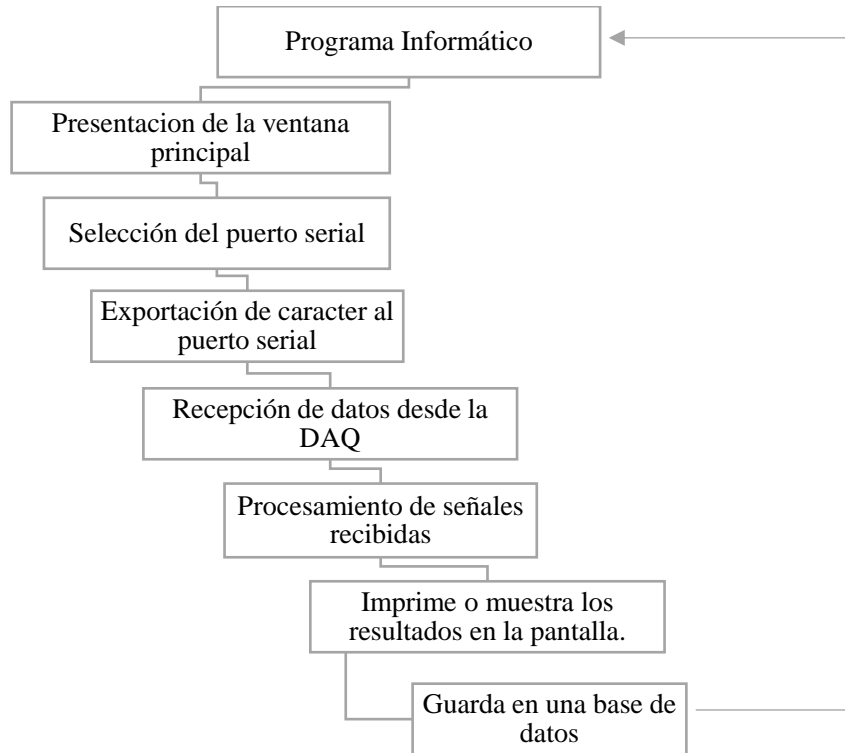 Programa Informático
Presentacion de la ventana
principal
Selección del puerto serial
Exportación de caracter al
puerto serial
Recepción de datos desde la
DAQ
Procesamiento de señales
recibidas
Imprime o muestra los
resultados en la pantalla.
Guarda en una base de
datos